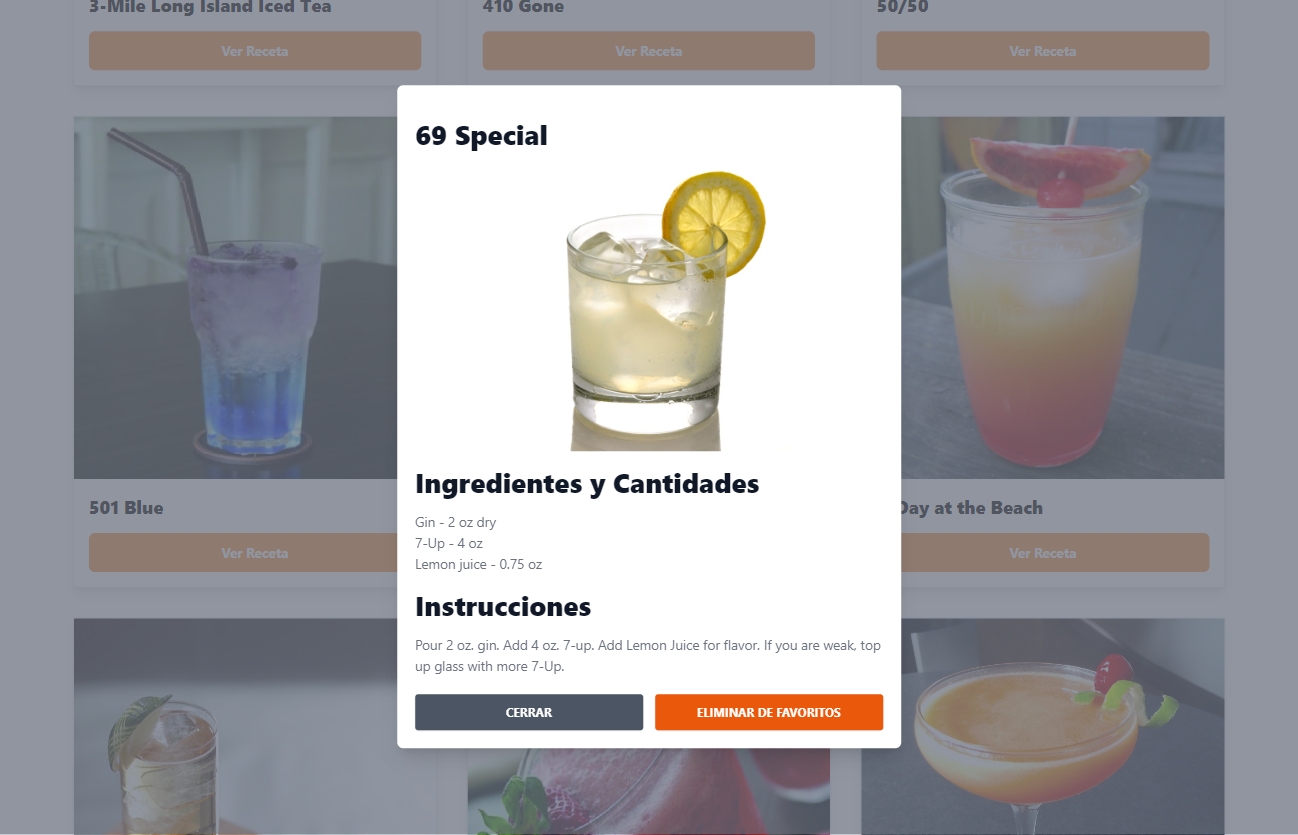 3-Mile Long Island Iced Tea
410 Gone
50/50
Ver Receta
Ver Receta
Ver Receta
69 Special
Ingredientes y Cantidades
Gin - 2 oz dry
7-Up - 4 oz
Lemon juice - 0.75 oz
Instrucciones
Pour 2 oz. gin. Add 4 oz. 7-up. Add Lemon Juice for flavor. If you are weak, top
up glass with more 7-Up.
CERRAR
ELIMINAR DE FAVORITOS
501 Blue
Day at the Beach
Ver Receta
Ver Receta